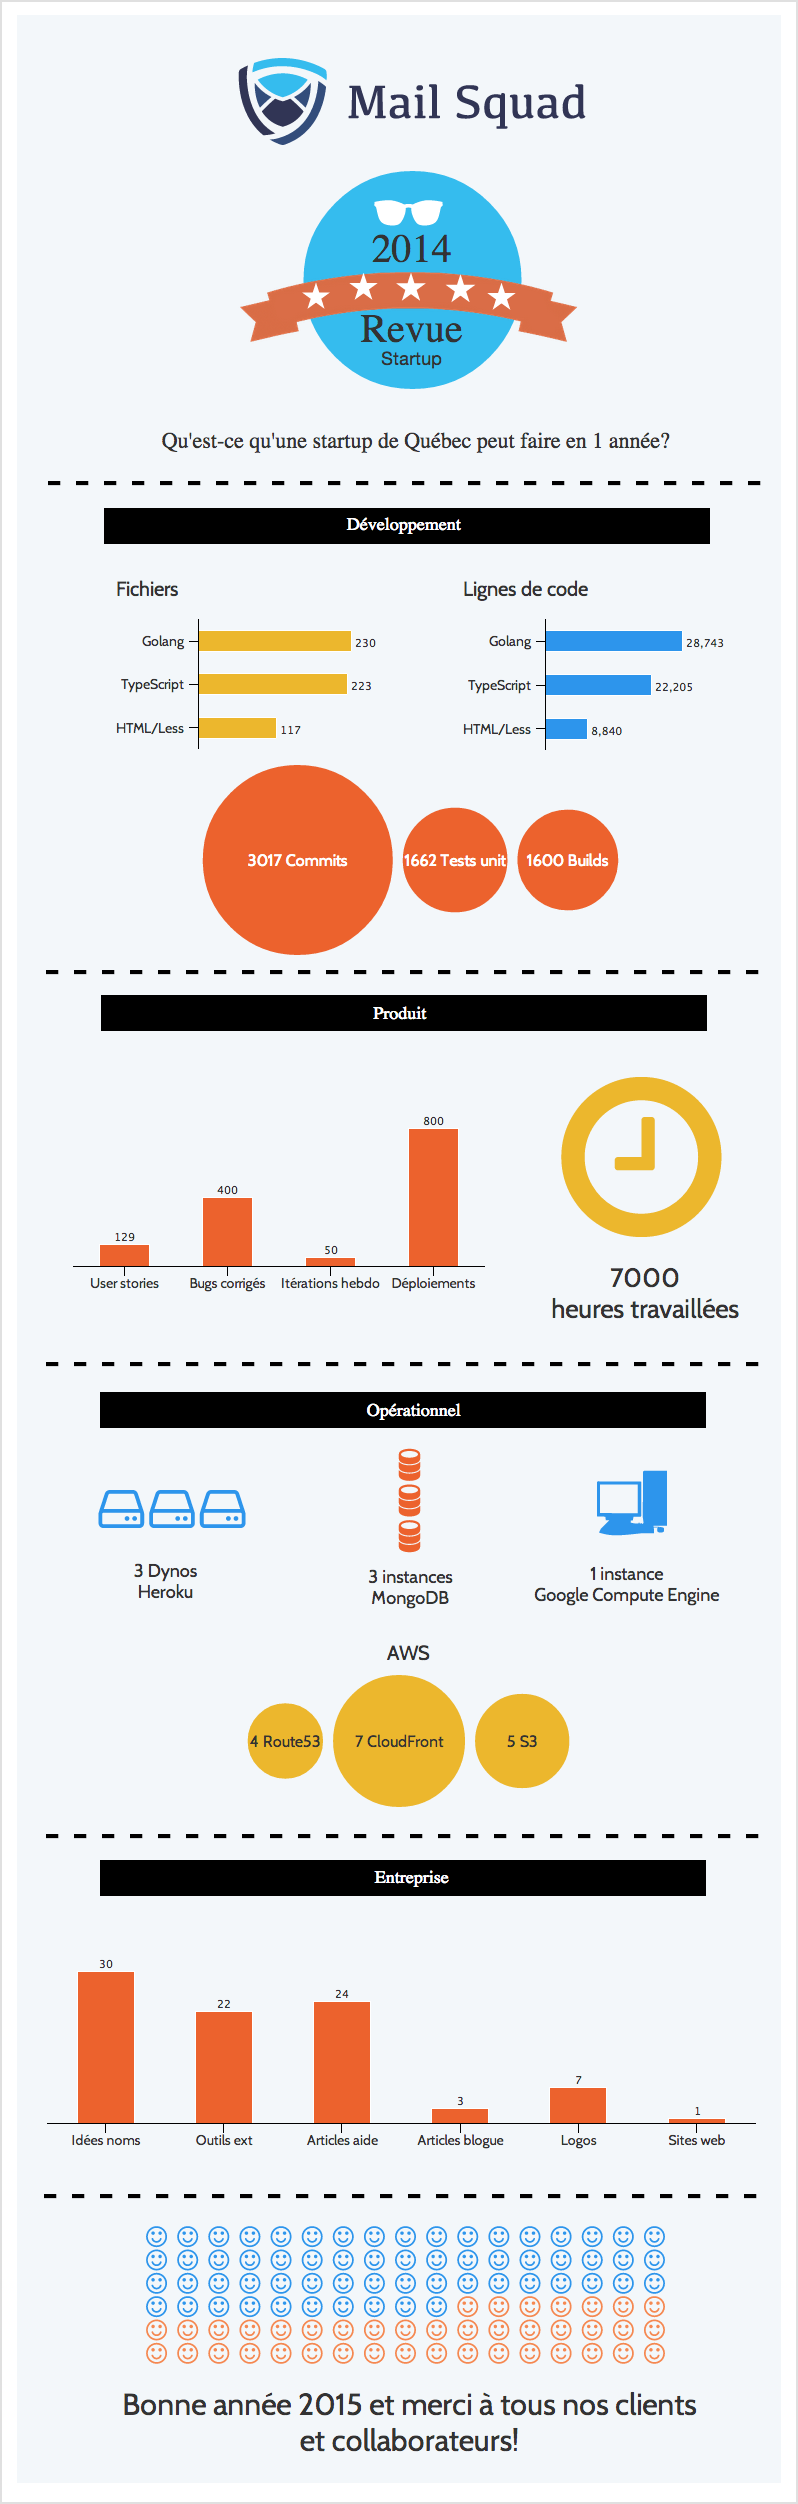 Mail Squad
2014
Revue
Startup
Qu'est-ce qu'une startup de Québec peut faire en 1 année?
Développement
Fichiers
Golang 230
TypeScript 223
HTML/Less 117
Lignes de code
Golang 28,743
TypeScript 22,205
HTML/Less 8,840
3017 Commits
1662 Tests unit
1600 Builds
Produit
129
400
50
800
User stories
Bugs corrigés
Itérations hebdo
Déploiements
7000
heures travaillées
Opérationnel
3 Dynos
Heroku
3 instances
MongoDB
1 instance
Google Compute Engine
AWS
4 Route53
7 CloudFront
5 S3
Entreprise
30
22
24
3
7
1
Idées noms
Outils ext
Articles aide
Articles blogue
Logos
Sites web
Bonne année 2015 et merci à tous nos clients
et collaborateurs!